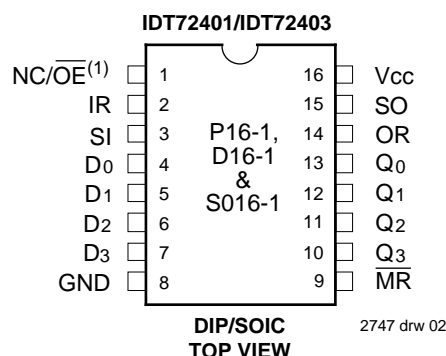 IDT72401/IDT72403
NC/OE(1) 1 16 Vcc
IR 2 15 SO
SI 3 14 OR
D0 4 13 Q0
D1 5 12 Q1
D2 6 11 Q2
D3 7 10 Q3
GND 8 9 MR
P16-1,
D16-1
&
S016-1
DIP/SOIC
TOP VIEW
2747 drw 02